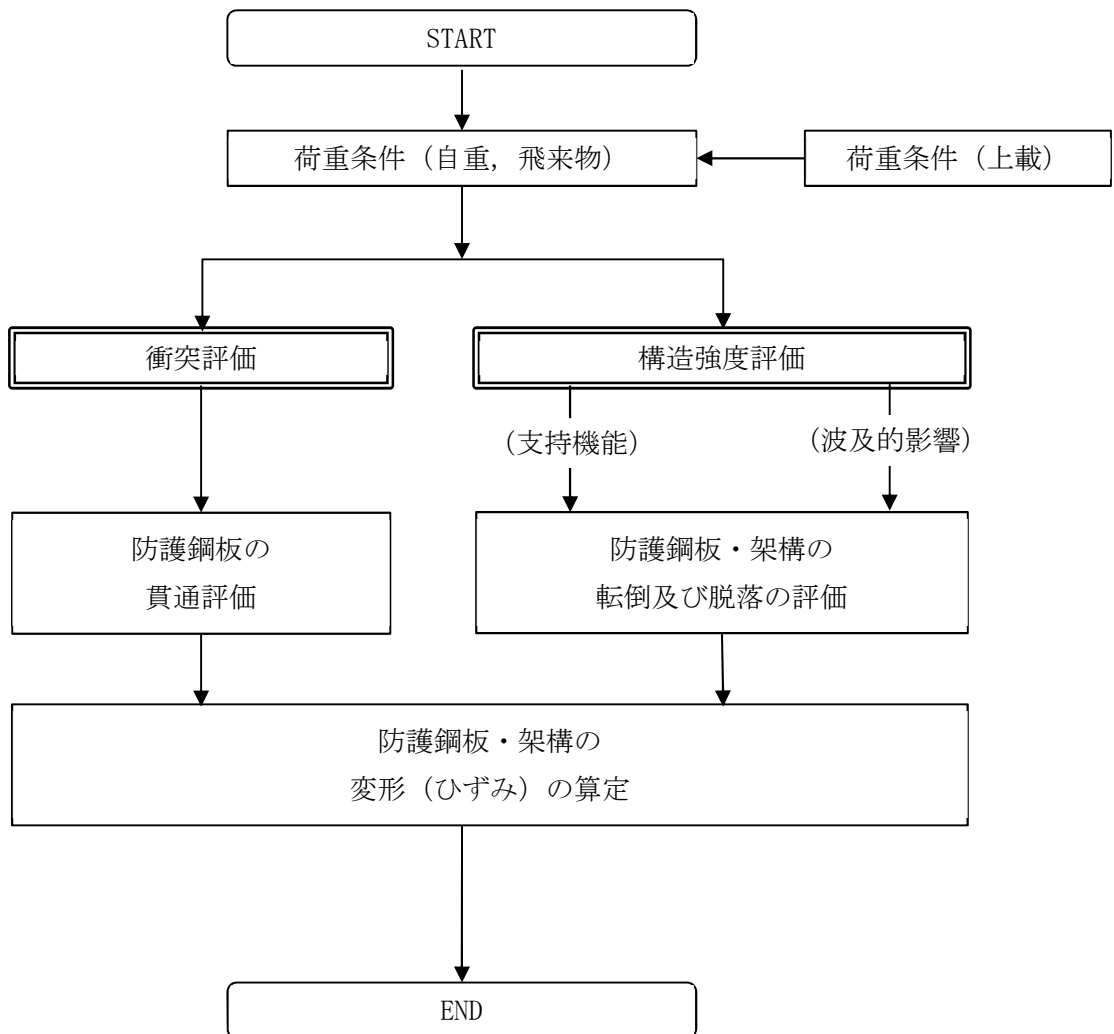 START
荷重条件（自重，飛来物）
荷重条件（上載）
衝突評価
構造強度評価
（支持機能）
（波及的影響）
防護鋼板の
貫通評価
防護鋼板・架構の
転倒及び脱落の評価
防護鋼板・架構の
変形（ひずみ）の算定
END